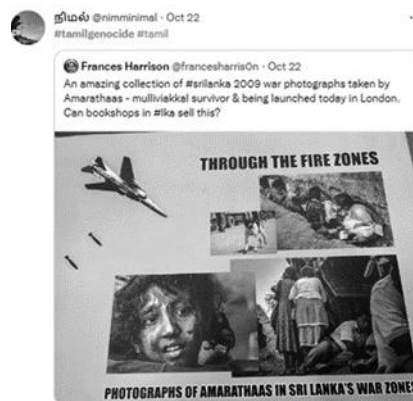 நிமல் @nimminimal · Oct 22
#tamilgenocide #tamil
Frances Harrison @francesharris0n · Oct 22
An amazing collection of #srilanka 2009 war photographs taken by
Amarathaas - mulliviakkal survivor & being launched today in London.
Can bookshops in #lka sell this?
THROUGH THE FIRE ZONES
PHOTOGRAPHS OF AMARATHAAS IN SRI LANKA'S WAR ZONES